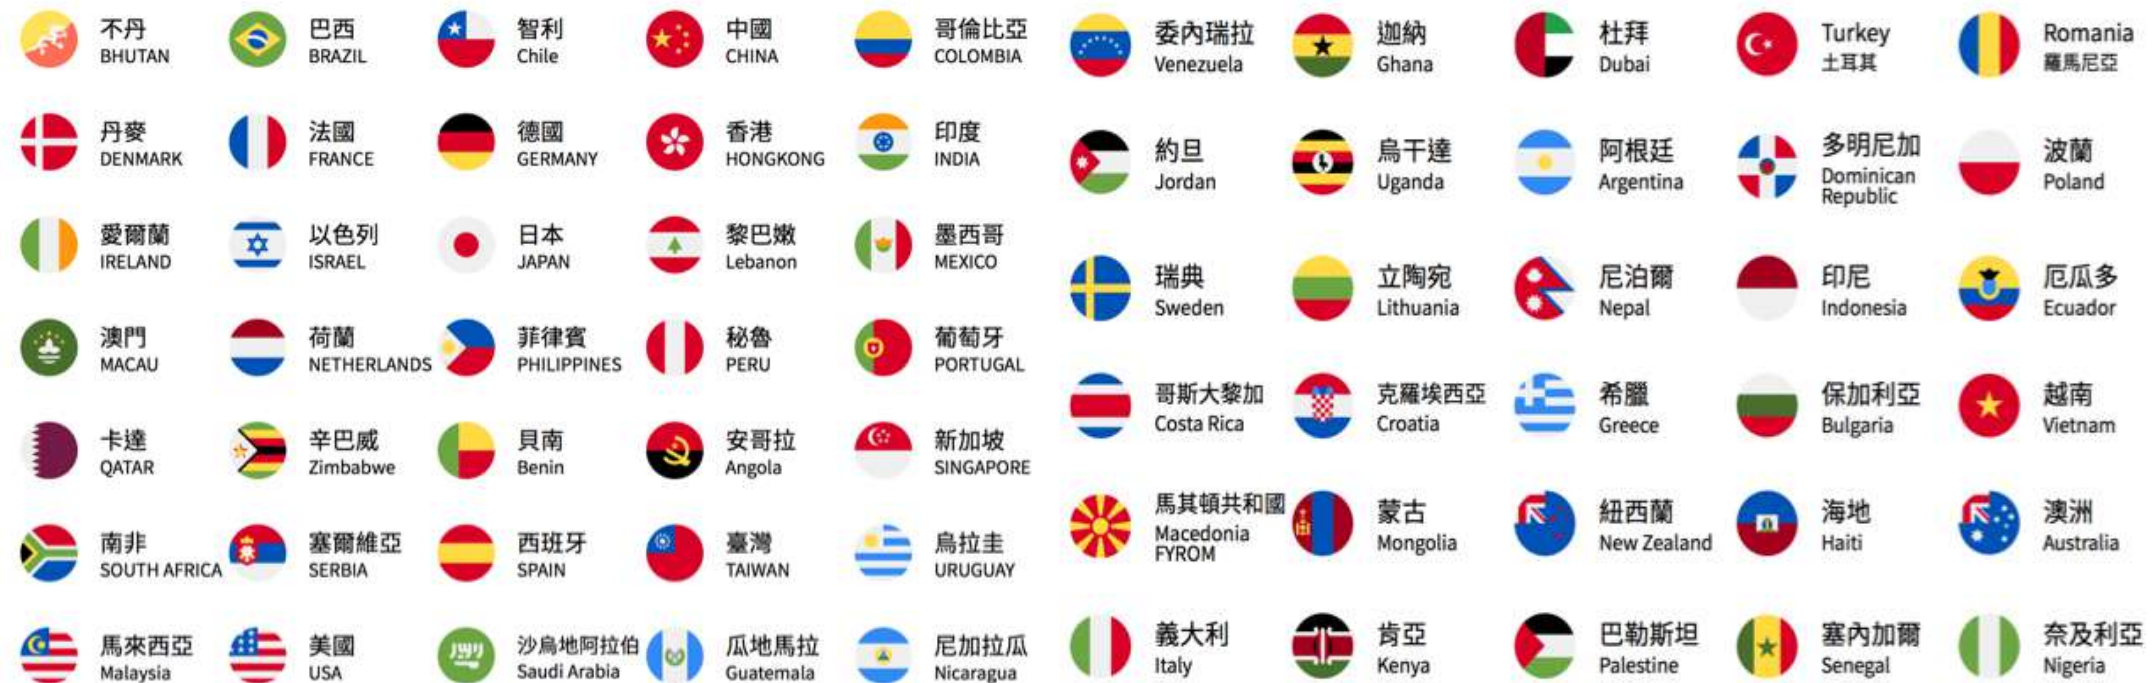 不丹
BHUTAN
巴西
BRAZIL
智利
Chile
中國
CHINA
哥倫比亞
COLOMBIA
委內瑞拉
Venezuela
迦納
Ghana
杜拜
Dubai
Turkey
土耳其
Romania
羅馬尼亞
丹麥
DENMARK
法國
FRANCE
德國
GERMANY
香港
HONGKONG
印度
INDIA
約旦
Jordan
烏干達
Uganda
阿根廷
Argentina
多明尼加
Dominican
Republic
波蘭
Poland
愛爾蘭
IRELAND
以色列
ISRAEL
日本
JAPAN
黎巴嫩
Lebanon
墨西哥
MEXICO
瑞典
Sweden
立陶宛
Lithuania
尼泊爾
Nepal
印尼
Indonesia
厄瓜多
Ecuador
澳門
MACAU
荷蘭
NETHERLANDS
菲律賓
PHILIPPINES
秘魯
PERU
葡萄牙
PORTUGAL
哥斯大黎加
Costa Rica
克羅埃西亞
Croatia
希臘
Greece
保加利亞
Bulgaria
越南
Vietnam
卡達
QATAR
辛巴威
Zimbabwe
貝南
Benin
安哥拉
Angola
新加坡
SINGAPORE
馬其頓共和國
Macedonia
FYROM
蒙古
Mongolia
紐西蘭
New Zealand
海地
Haiti
澳洲
Australia
南非
SOUTH AFRICA
塞爾維亞
SERBIA
西班牙
SPAIN
臺灣
TAIWAN
烏拉圭
URUGUAY
馬來西亞
Malaysia
美國
USA
沙烏地阿拉伯
Saudi Arabia
瓜地馬拉
Guatemala
尼加拉瓜
Nicaragua
義大利
Italy
肯亞
Kenya
巴勒斯坦
Palestine
塞內加爾
Senegal
奈及利亞
Nigeria